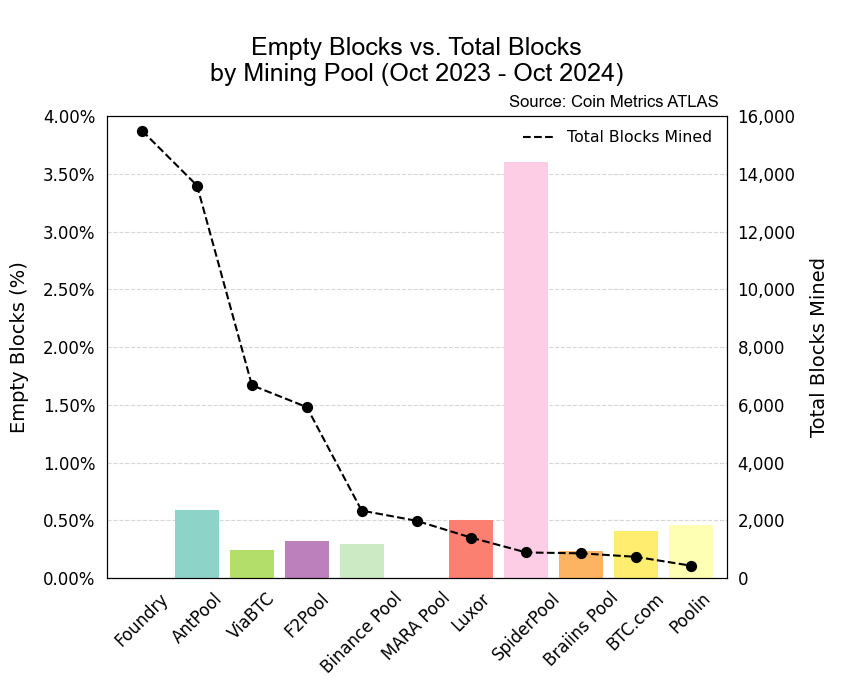 Empty Blocks vs. Total Blocks
by Mining Pool (Oct 2023 - Oct 2024)
Source: Coin Metrics ATLAS
Total Blocks Mined
4.00%
3.50%
3.00%
2.50%
2.00%
1.50%
1.00%
0.50%
0.00%
Empty Blocks (%)
16,000
14,000
12,000
10,000
8,000
6,000
4,000
2,000
0
Total Blocks Mined
Foundry
AntPool
ViaBTC
F2Pool
Binance Pool
MARA Pool
Luxor
SpiderPool
Braiins Pool
BTC.com
Poolin